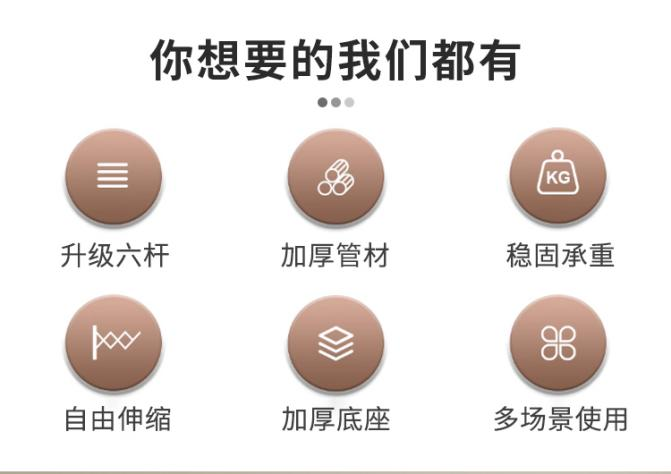 你想要的我们都有
KG
升级六杆
加厚管材
稳固承重
自由伸缩
加厚底座
多场景使用